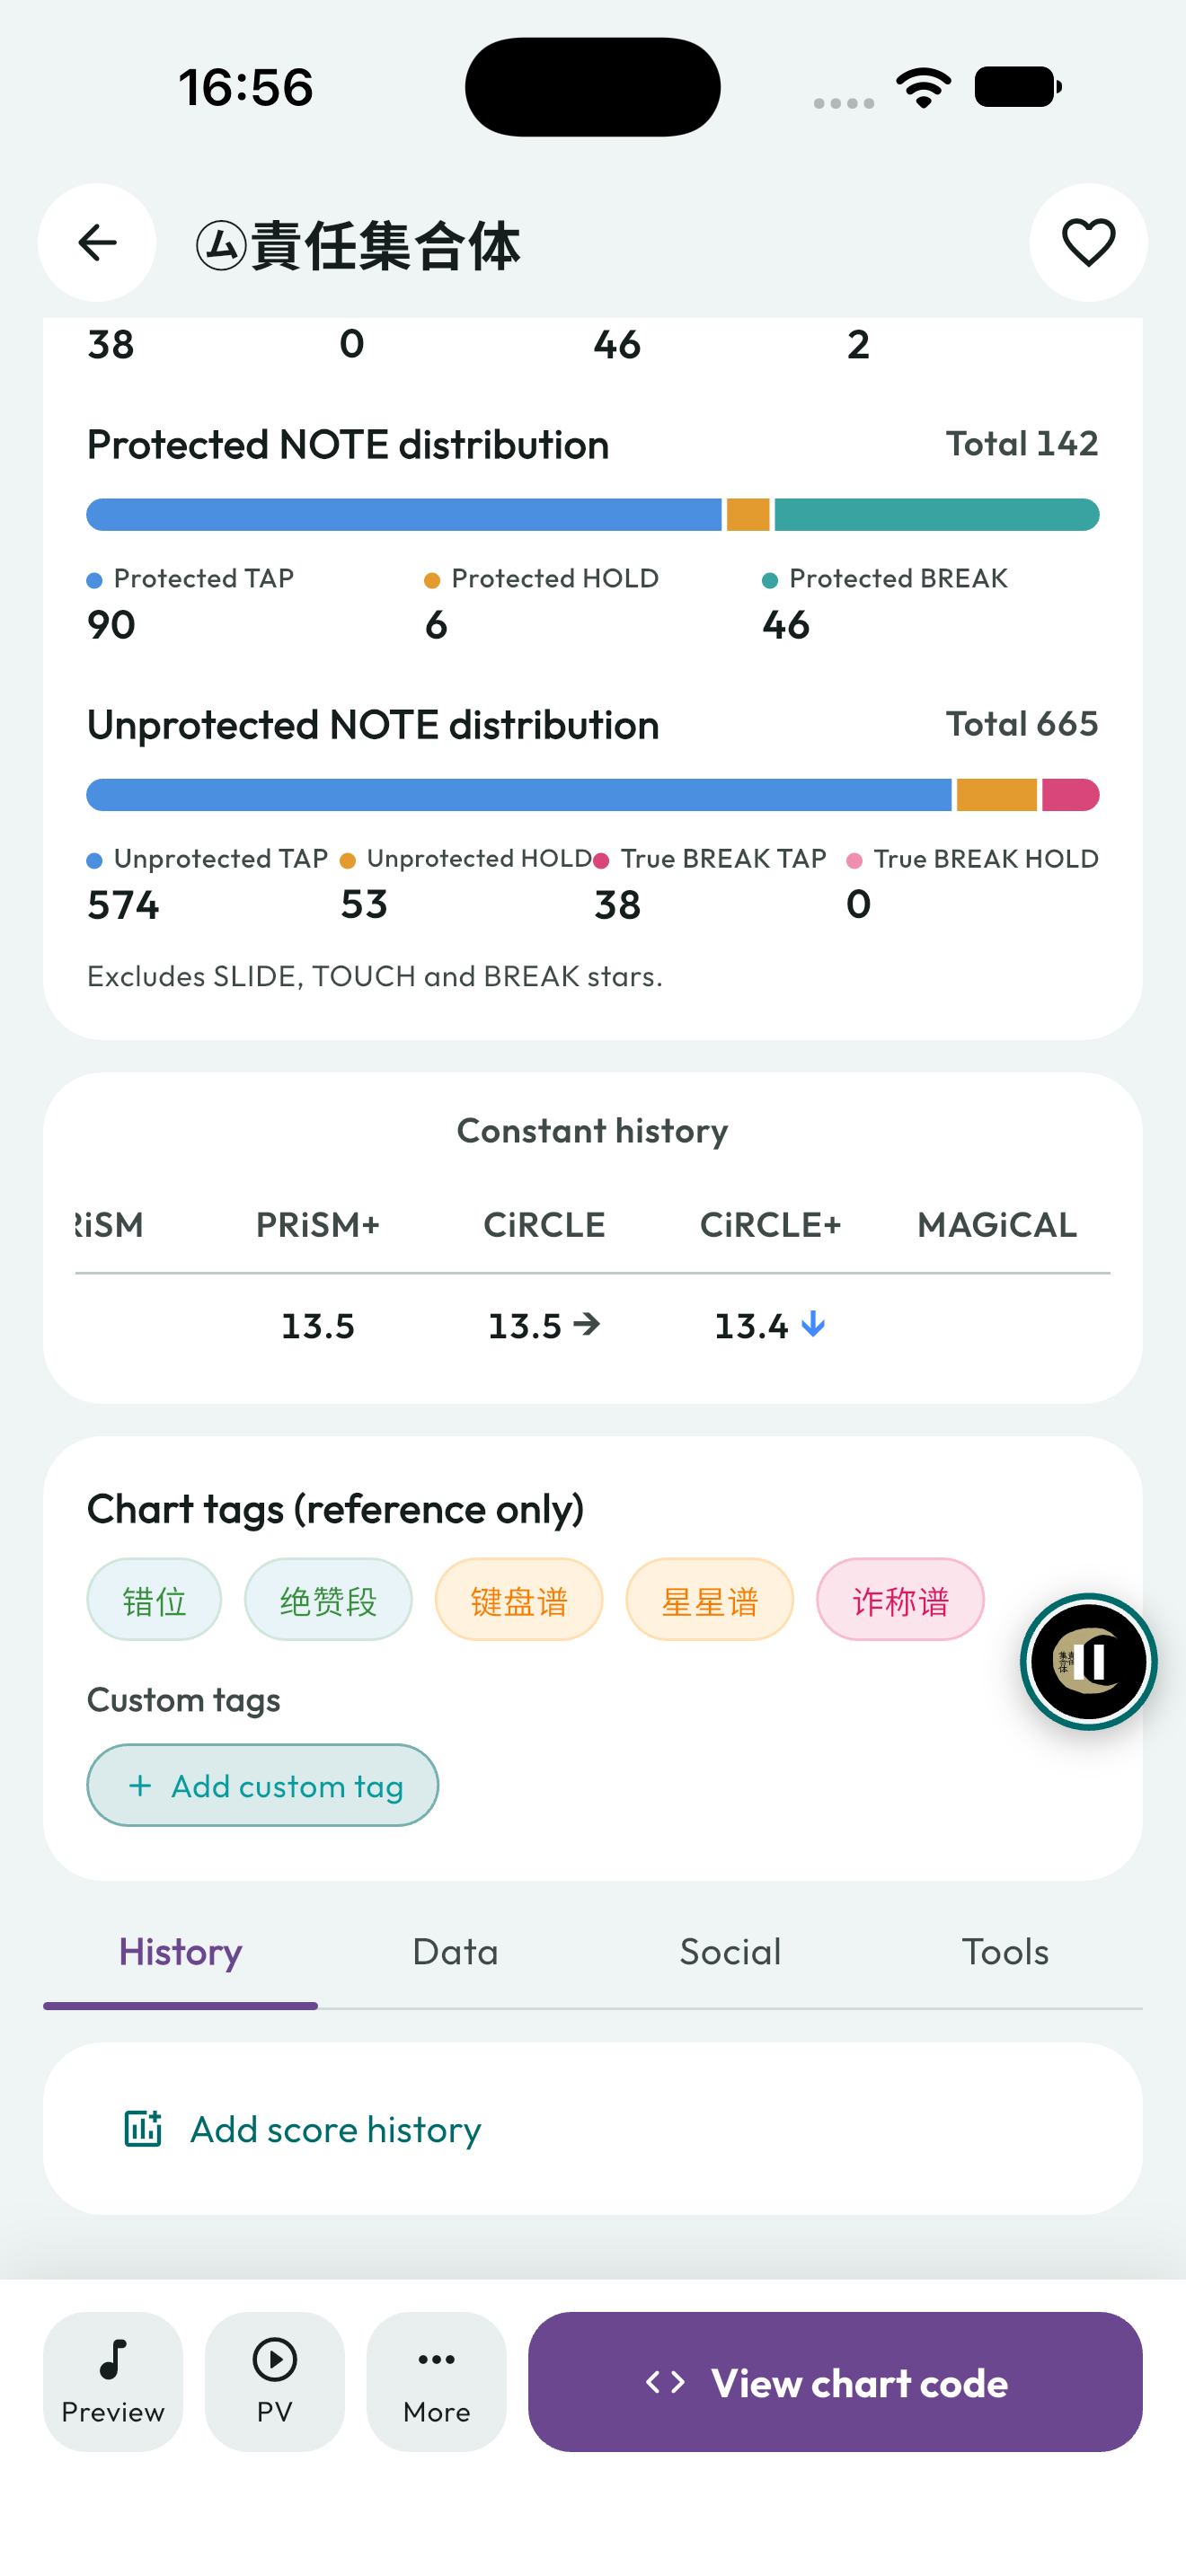 16:56
㋰責任集合体
38 0 46 2
Protected NOTE distribution Total 142
Protected TAP Protected HOLD Protected BREAK
90 6 46
Unprotected NOTE distribution Total 665
Unprotected TAP Unprotected HOLD True BREAK TAP True BREAK HOLD
574 53 38 0
Excludes SLIDE, TOUCH and BREAK stars.
Constant history
RiSM PRiSM+ CiRCLE CiRCLE+ MAGiCAL
13.5 13.5 → 13.4 ↓
Chart tags (reference only)
错位 绝赞段 键盘谱 星星谱 诈称谱
Custom tags
+ Add custom tag
History Data Social Tools
Add score history
Preview PV More <> View chart code